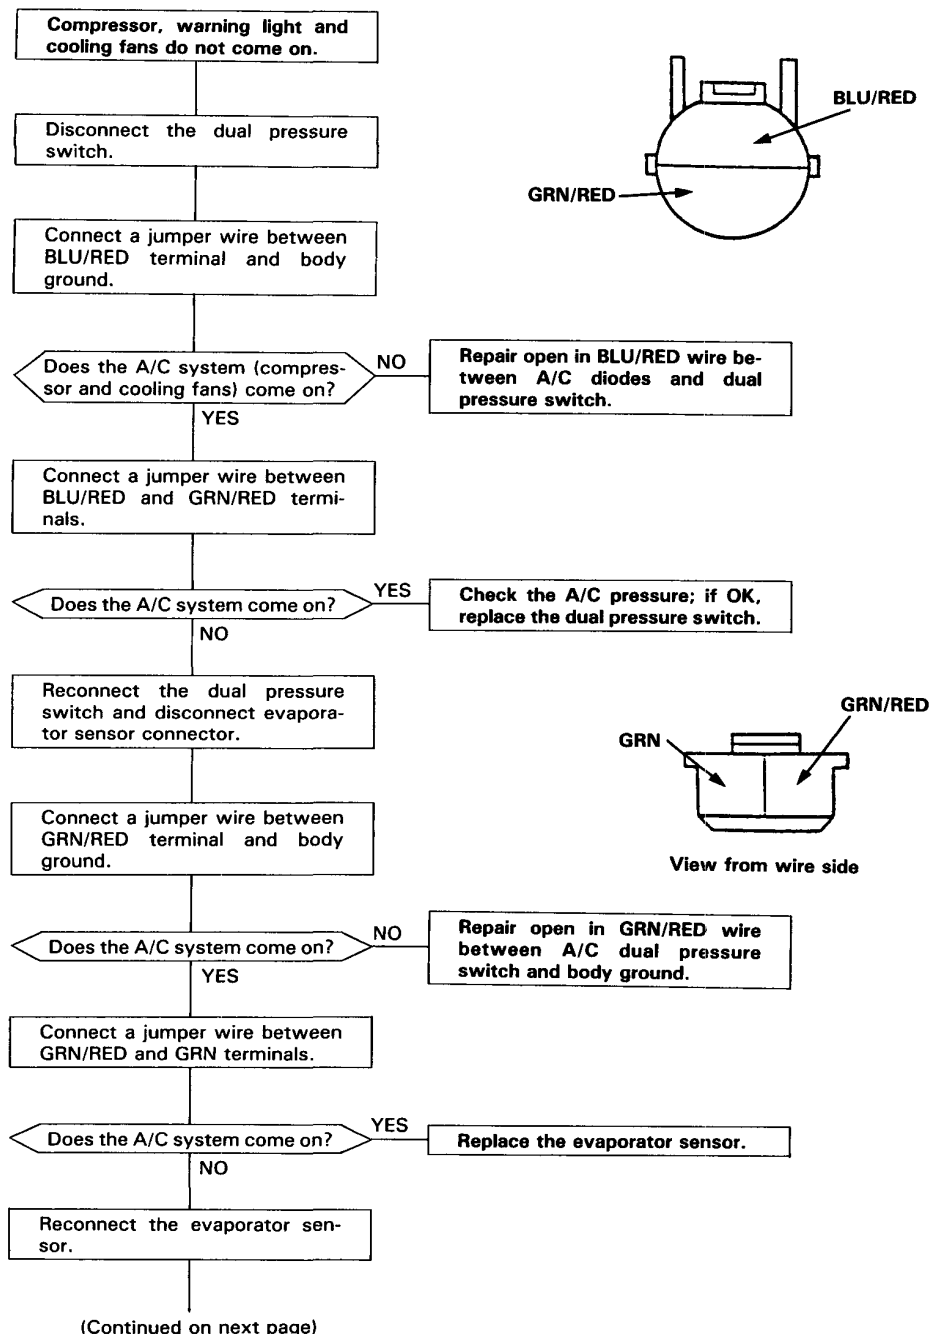 Compressor, warning light and
cooling fans do not come on.
BLU/RED
GRN/RED
Disconnect the dual pressure
switch.
Connect a jumper wire between
BLU/RED terminal and body
ground.
Does the A/C system (compres-
sor and cooling fans) come on?
NO
Repair open in BLU/RED wire be-
tween A/C diodes and dual
pressure switch.
YES
Connect a jumper wire between
BLU/RED and GRN/RED termi-
nals.
Does the A/C system come on?
YES
Check the A/C pressure; if OK,
replace the dual pressure switch.
NO
Reconnect the dual pressure
switch and disconnect evapora-
tor sensor connector.
GRN
GRN/RED
View from wire side
Connect a jumper wire between
GRN/RED terminal and body
ground.
Does the A/C system come on?
NO
Repair open in GRN/RED wire
between A/C dual pressure
switch and body ground.
YES
Connect a jumper wire between
GRN/RED and GRN terminals.
Does the A/C system come on?
YES
Replace the evaporator sensor.
NO
Reconnect the evaporator sen-
sor.
(Continued on next page)